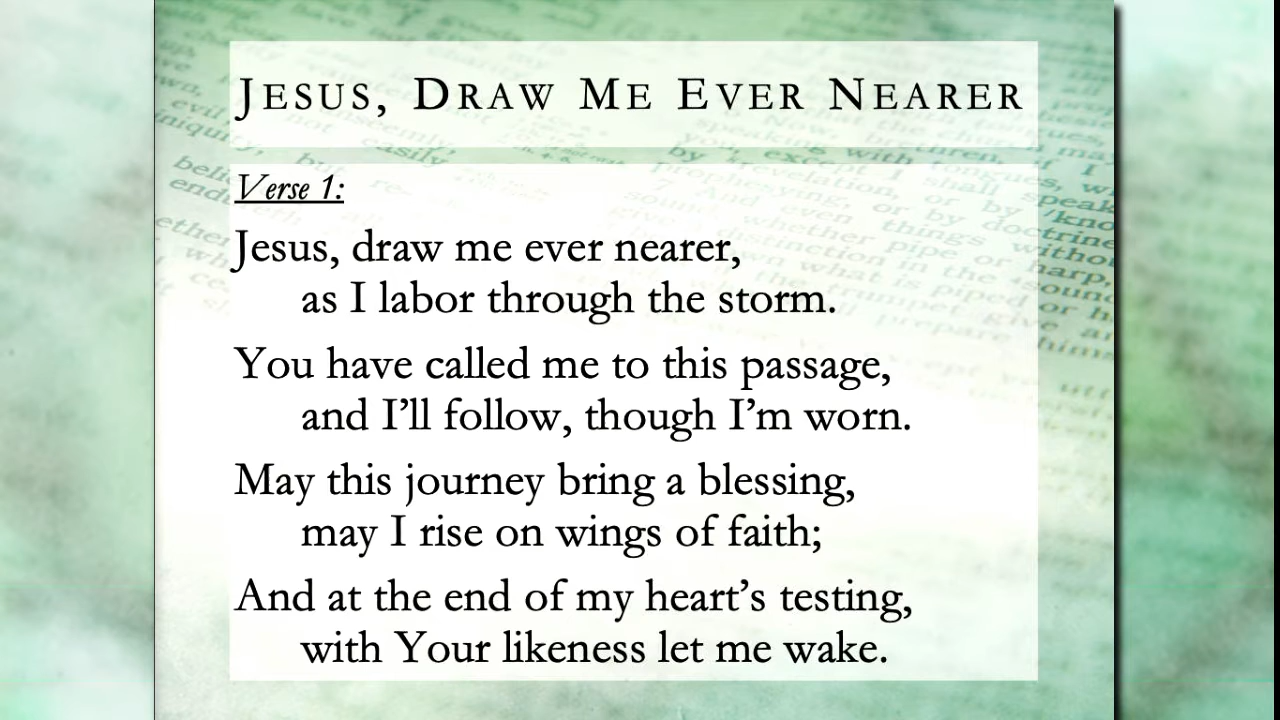 JESUS, DRAW ME EVER NEARER
Verse 1:
Jesus, draw me ever nearer,
as I labor through the storm.
You have called me to this passage,
and I’ll follow, though I’m worn.
May this journey bring a blessing,
may I rise on wings of faith;
And at the end of my heart’s testing,
with Your likeness let me wake.